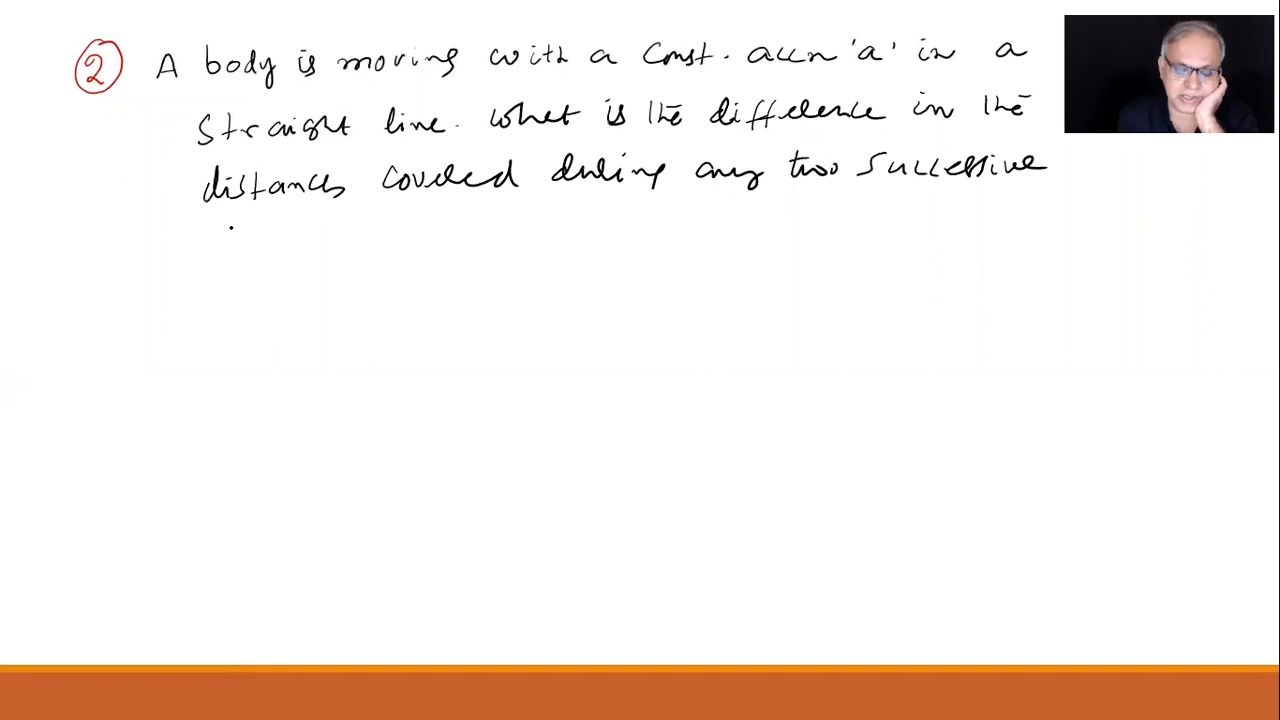 ② A body is moving with a const. accn 'a' in a
straight line. What is the difference in the
distances covered during any two successive